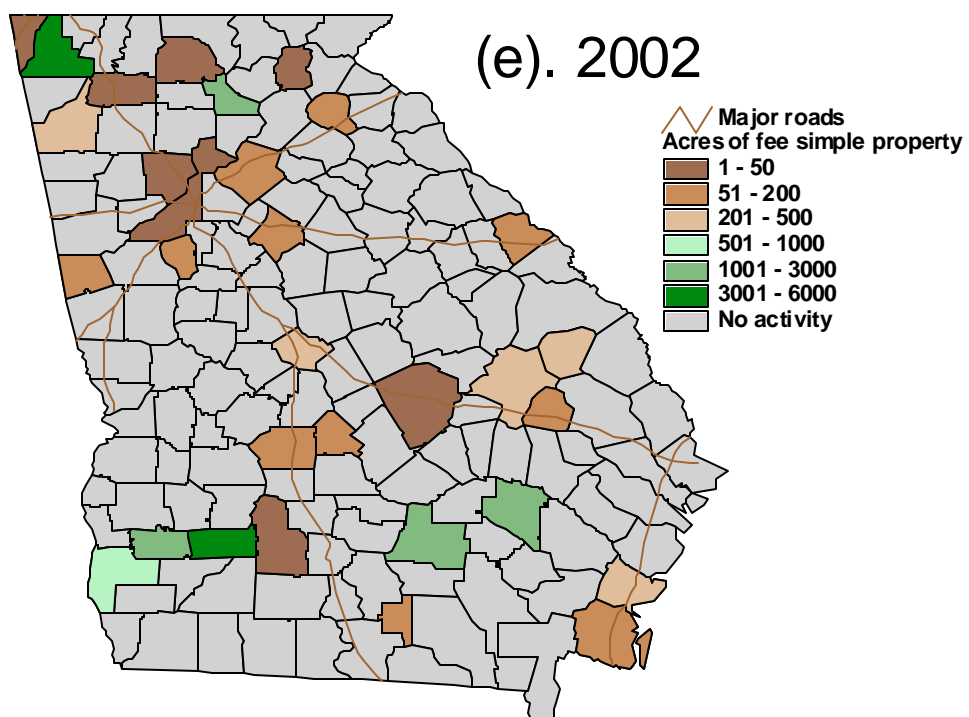 (e). 2002
Major roads
Acres of fee simple property
1 - 50
51 - 200
201 - 500
501 - 1000
1001 - 3000
3001 - 6000
No activity